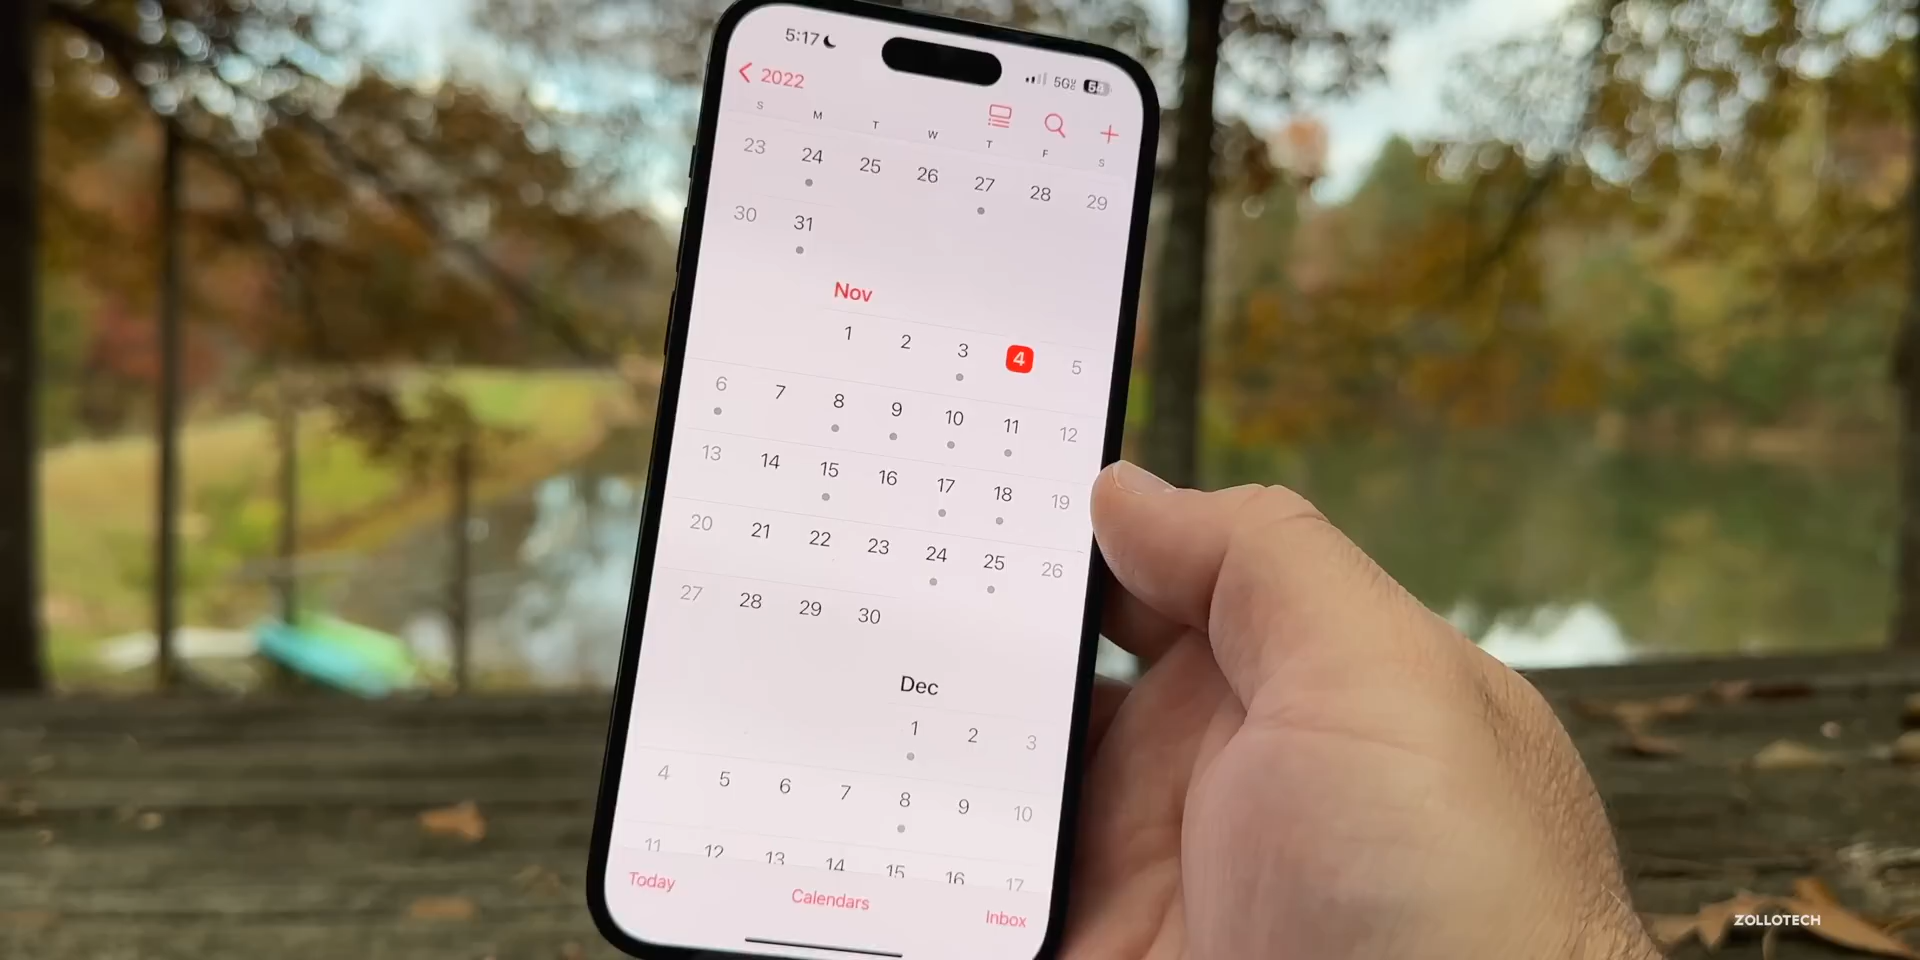 5:17
5G 64
2022
S M T W T F S
23 24 25 26 27 28 29
30 31
Nov
1 2 3 4 5
6 7 8 9 10 11 12
13 14 15 16 17 18 19
20 21 22 23 24 25 26
27 28 29 30
Dec
1 2 3
4 5 6 7 8 9 10
11 12 13 14 15 16 17
Today Calendars Inbox
ZOLLOTECH